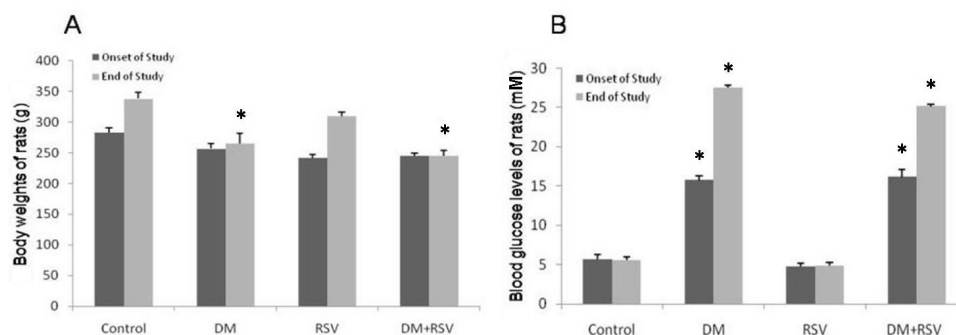 A
Body weights of rats (g)
400
350
300
250
200
150
100
50
0
Onset of Study
End of Study
*
*
Control DM RSV DM+RSV
B
Blood glucose levels of rats (mM)
30
25
20
15
10
5
0
Onset of Study
End of Study
*
*
*
*
Control DM RSV DM+RSV